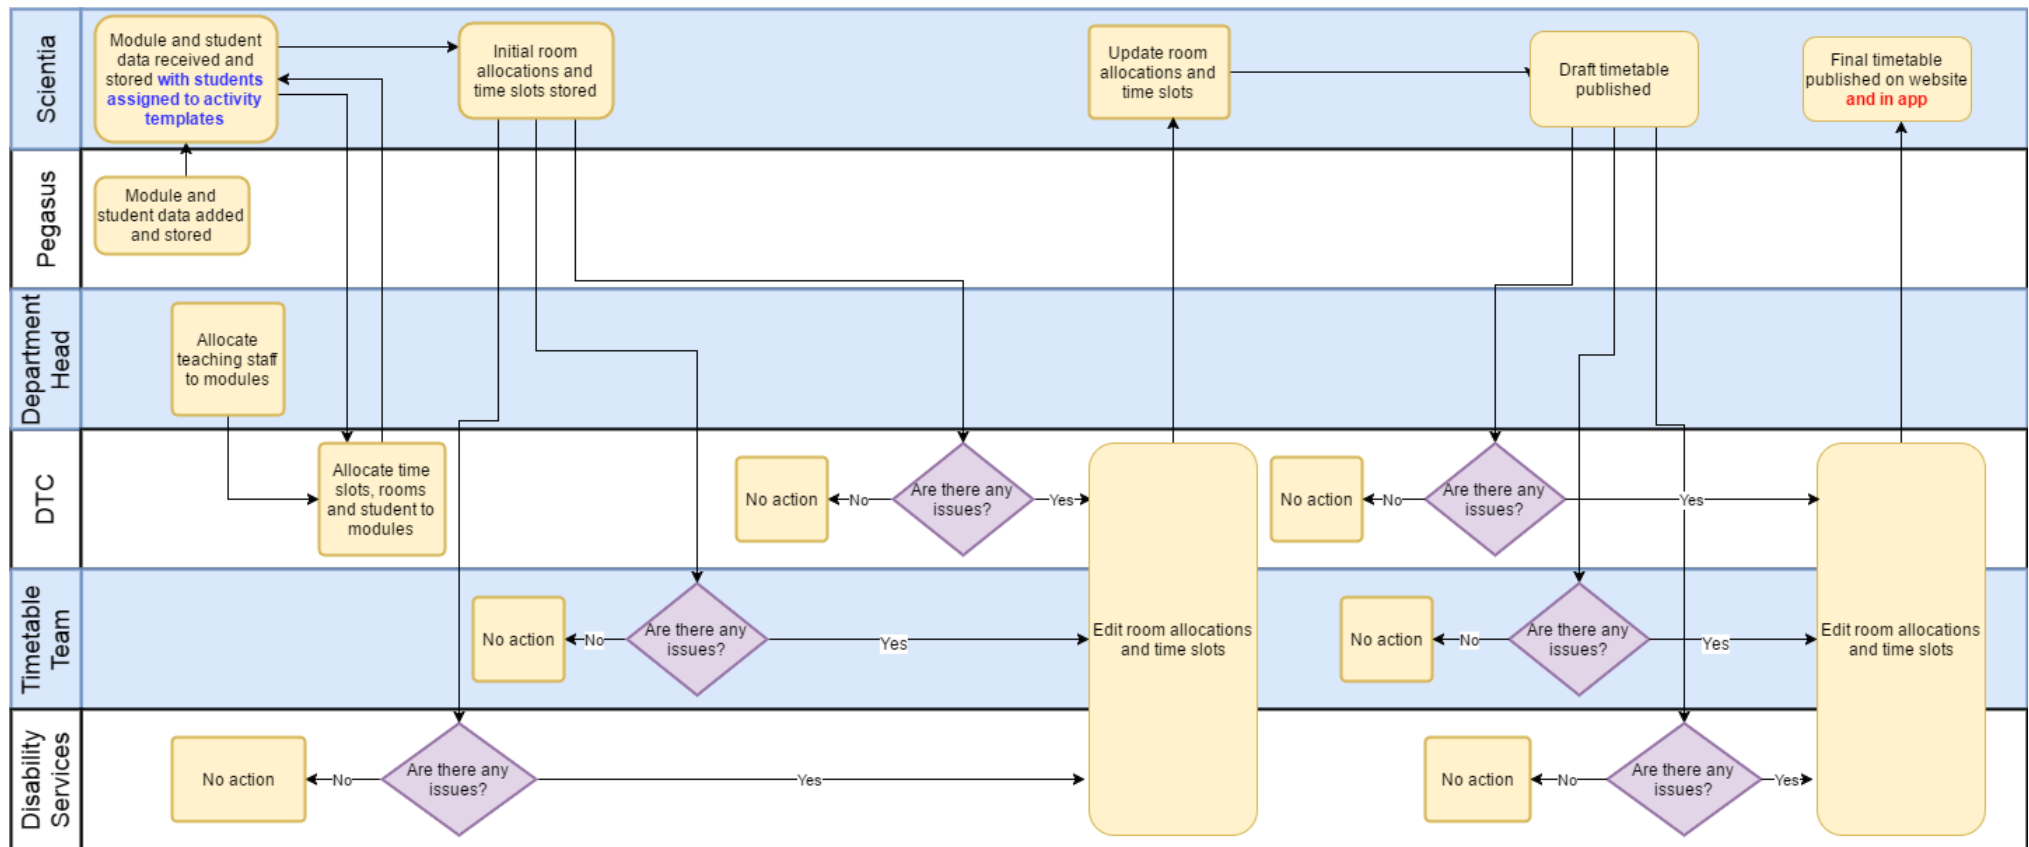 Scientia
Module and student
data received and
stored with students
assigned to activity
templates
Initial room
allocations and
time slots stored
Update room
allocations and
time slots
Draft timetable
published
Final timetable
published on website
and in app
Pegasus
Module and
student data added
and stored
Department
Head
Allocate
teaching staff
to modules
DTC
Allocate time
slots, rooms
and student to
modules
No action
No
Are there any
issues?
Yes
No action
No
Are there any
issues?
Yes
Timetable
Team
No action
No
Are there any
issues?
Yes
Edit room allocations
and time slots
No action
No
Are there any
issues?
Yes
Edit room allocations
and time slots
Disability
Services
No action
No
Are there any
issues?
Yes
No action
No
Are there any
issues?
Yes